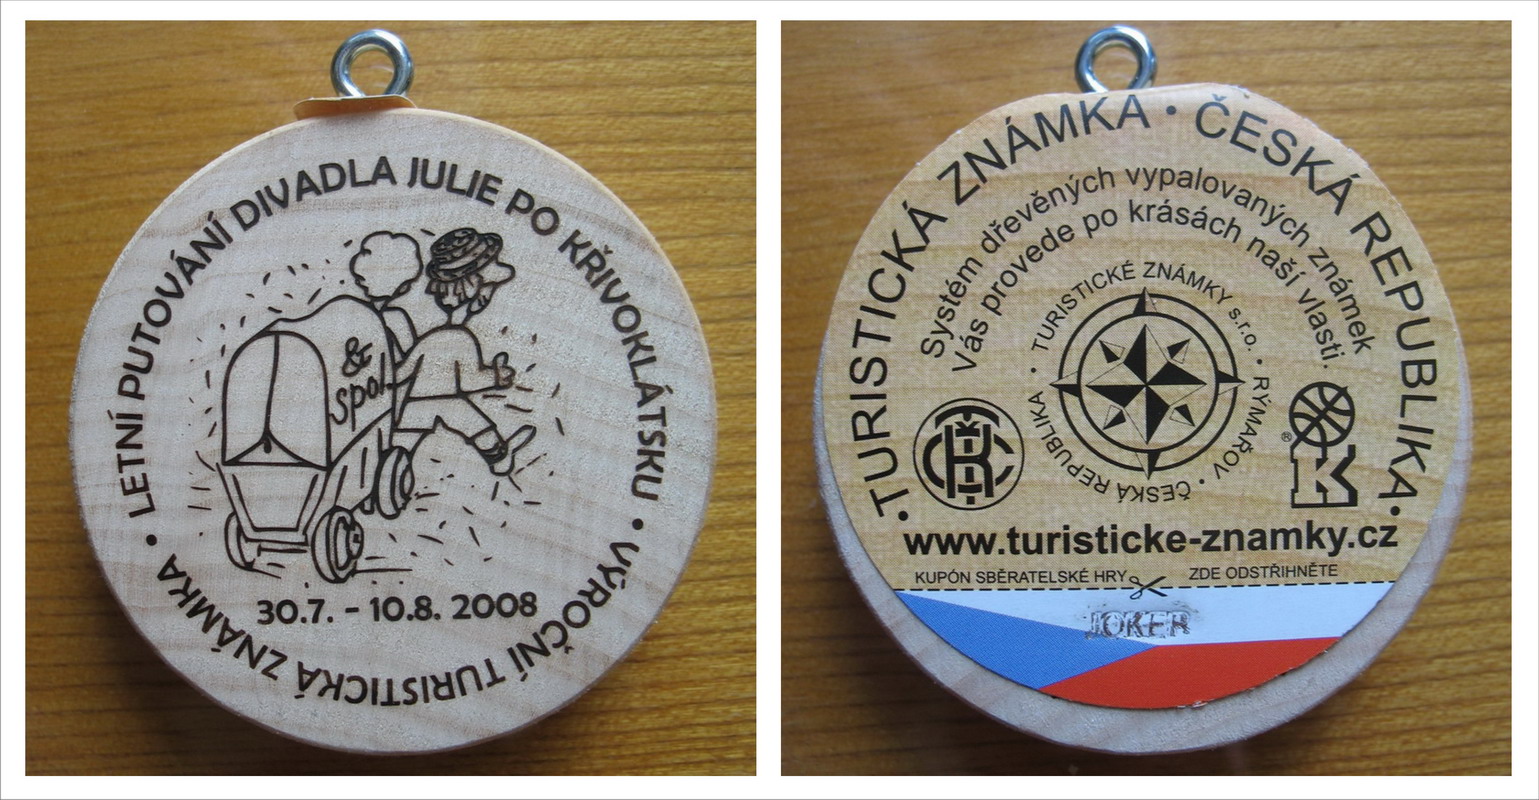 • LETNÍ PUTOVÁNÍ DIVADLA JULIE PO KŘIVOKLÁTSKU
• VÝROČNÍ TURISTICKÁ ZNÁMKA
& spol.
30.7. - 10.8. 2008
• TURISTICKÁ ZNÁMKA • ČESKÁ REPUBLIKA •
Systém dřevěných vypalovaných známek
Vás provede po krásách naší vlasti.
• TURISTICKÉ ZNÁMKY s.r.o. • RÝMAŘOV • ČESKÁ REPUBLIKA
®
K
www.turisticke-znamky.cz
KUPÓN SBĚRATELSKÉ HRY ZDE ODSTŘIHNĚTE
JOKER